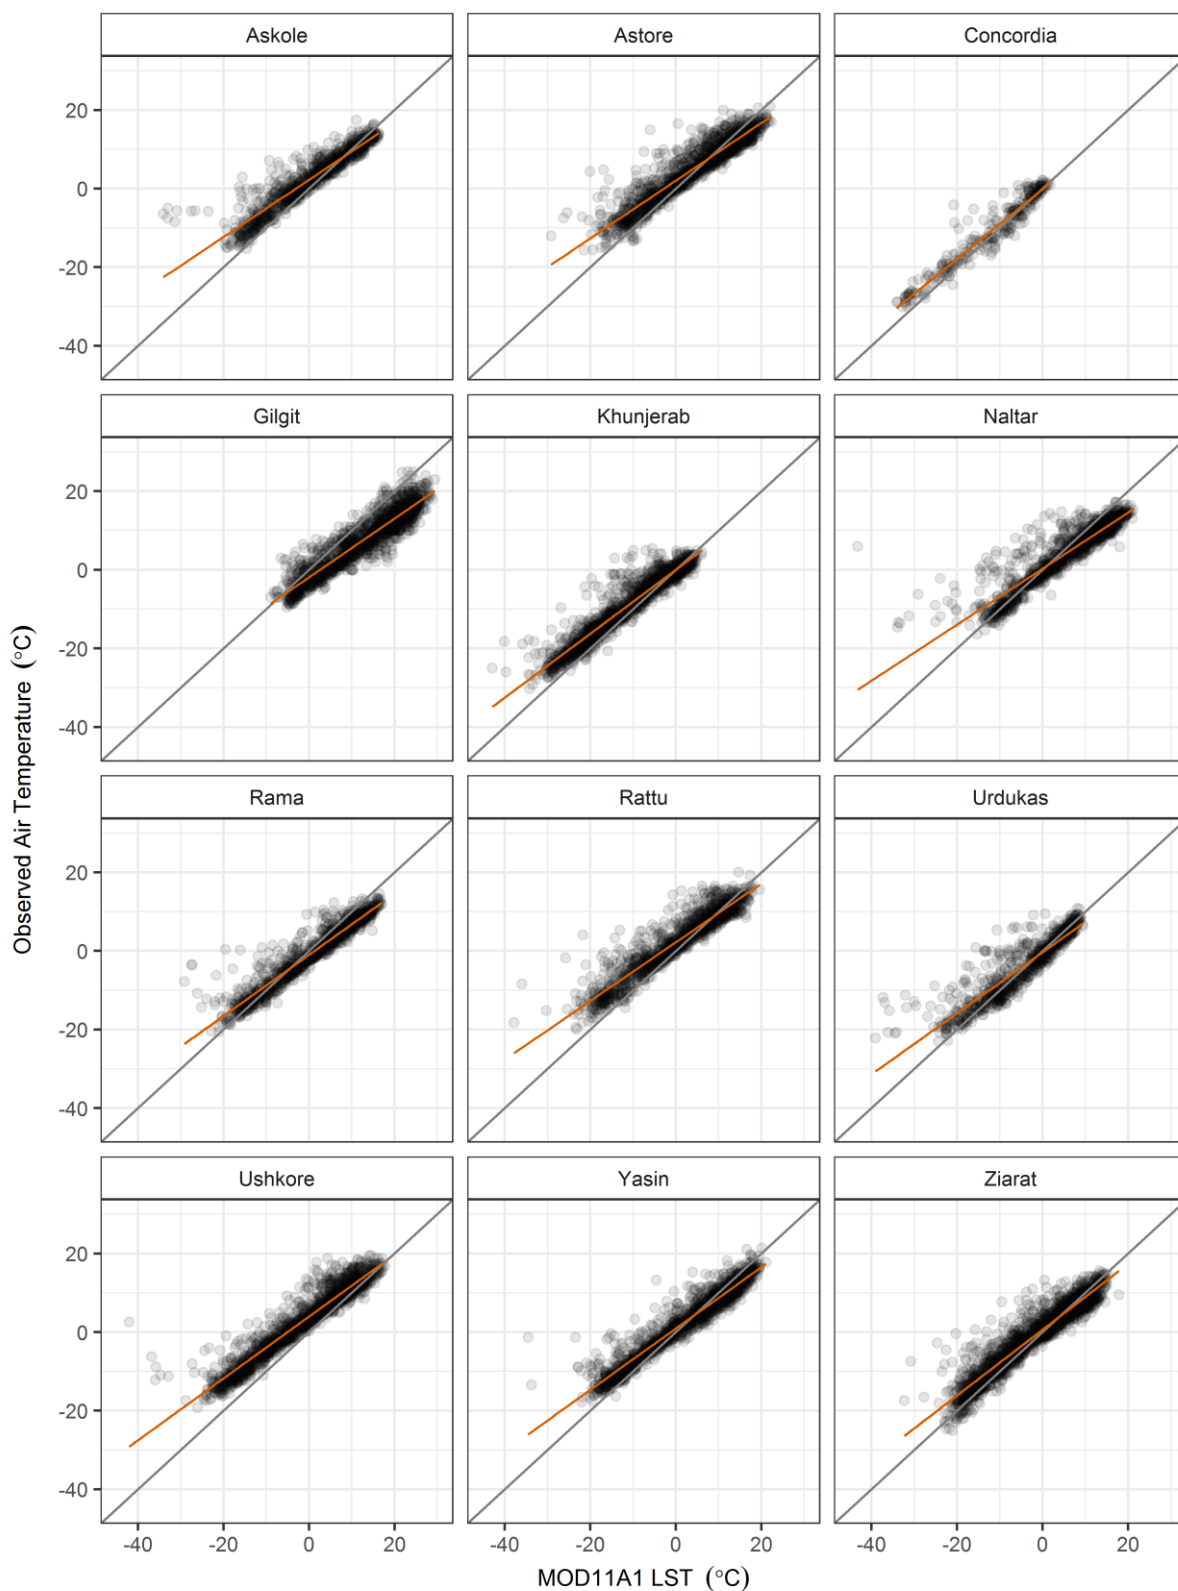 Askole Astore Concordia
20
0
-20
-40
Gilgit Khunjerab Naltar
20
0
-20
-40
Observed Air Temperature (°C)
Rama Rattu Urdukas
20
0
-20
-40
Ushkore Yasin Ziarat
20
0
-20
-40
-40 -20 0 20 -40 -20 0 20 -40 -20 0 20
MOD11A1 LST (°C)